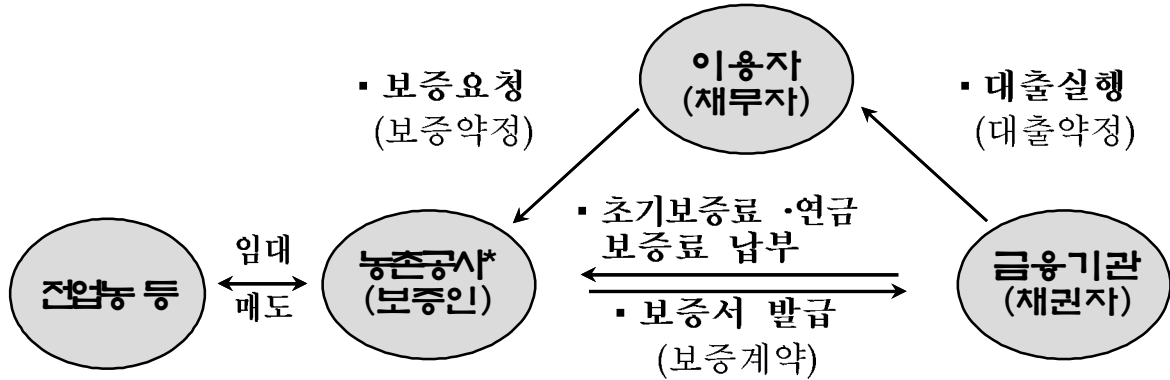 이용자
(채무자)
▪ 보증요청
(보증약정)
▪ 대출실행
(대출약정)
▪ 초기보증료 ·연금
보증료 납부
전업농 등
임대
매도
농촌공사*
(보증인)
금융기관
(채권자)
▪ 보증서 발급
(보증계약)